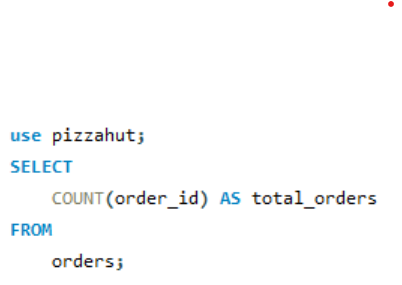 use pizzahut;
SELECT
    COUNT(order_id) AS total_orders
FROM
    orders;